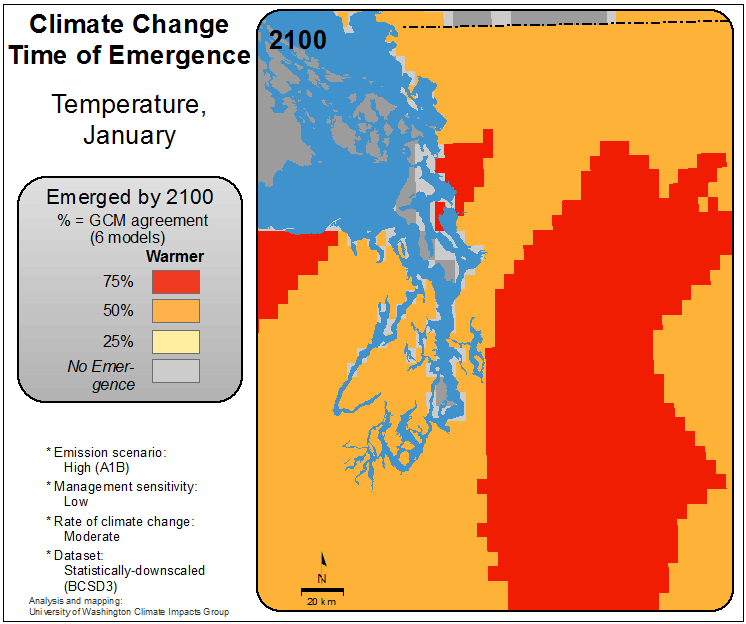 Climate Change
Time of Emergence
Temperature,
January
Emerged by 2100
% = GCM agreement
(6 models)
Warmer
75%
50%
25%
No Emer-
gence
* Emission scenario:
High (A1B)
* Management sensitivity:
Low
* Rate of climate change:
Moderate
* Dataset:
Statistically-downscaled
(BCSD3)
Analysis and mapping:
University of Washington Climate Impacts Group
2100
N
20 km